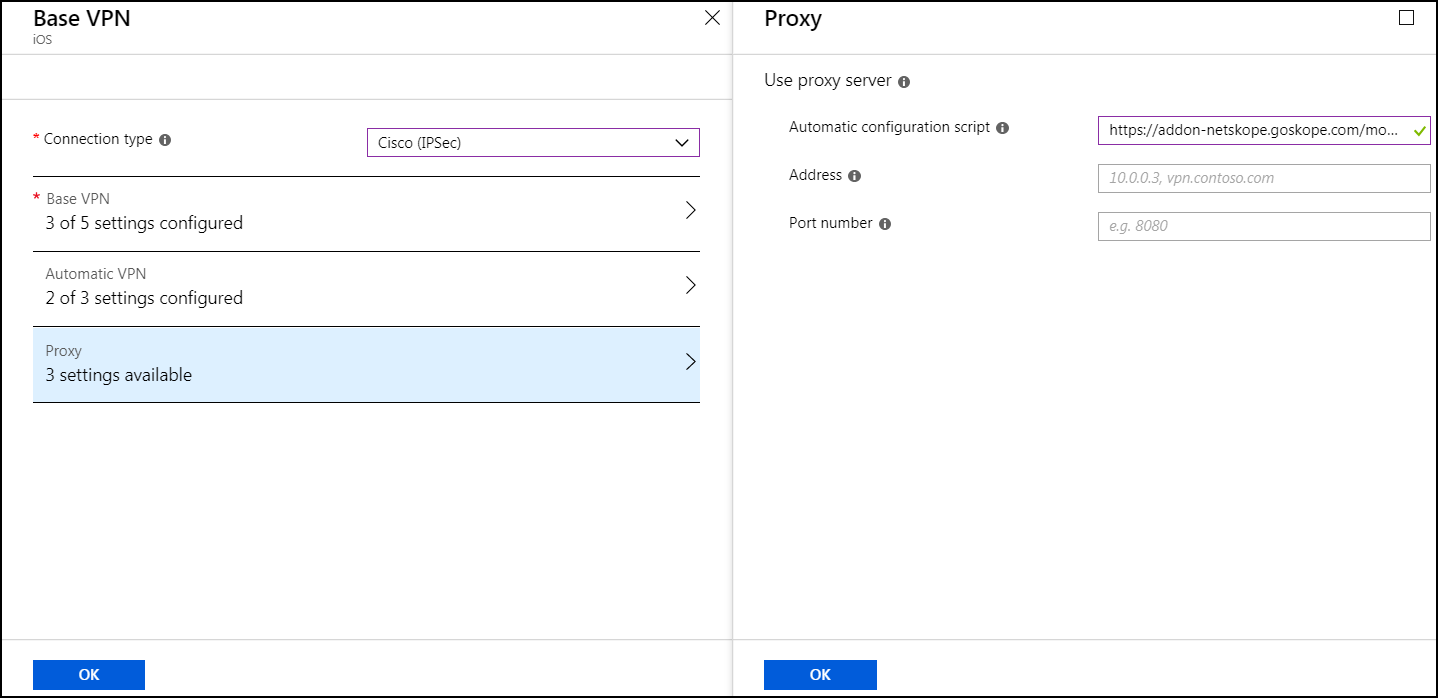 Base VPN
iOS
* Connection type
Cisco (IPSec)
* Base VPN
3 of 5 settings configured
Automatic VPN
2 of 3 settings configured
Proxy
3 settings available
OK
Proxy
Use proxy server
Automatic configuration script
https://addon-netskope.goskope.com/mo...
Address
10.0.0.3, vpn.contoso.com
Port number
e.g. 8080
OK